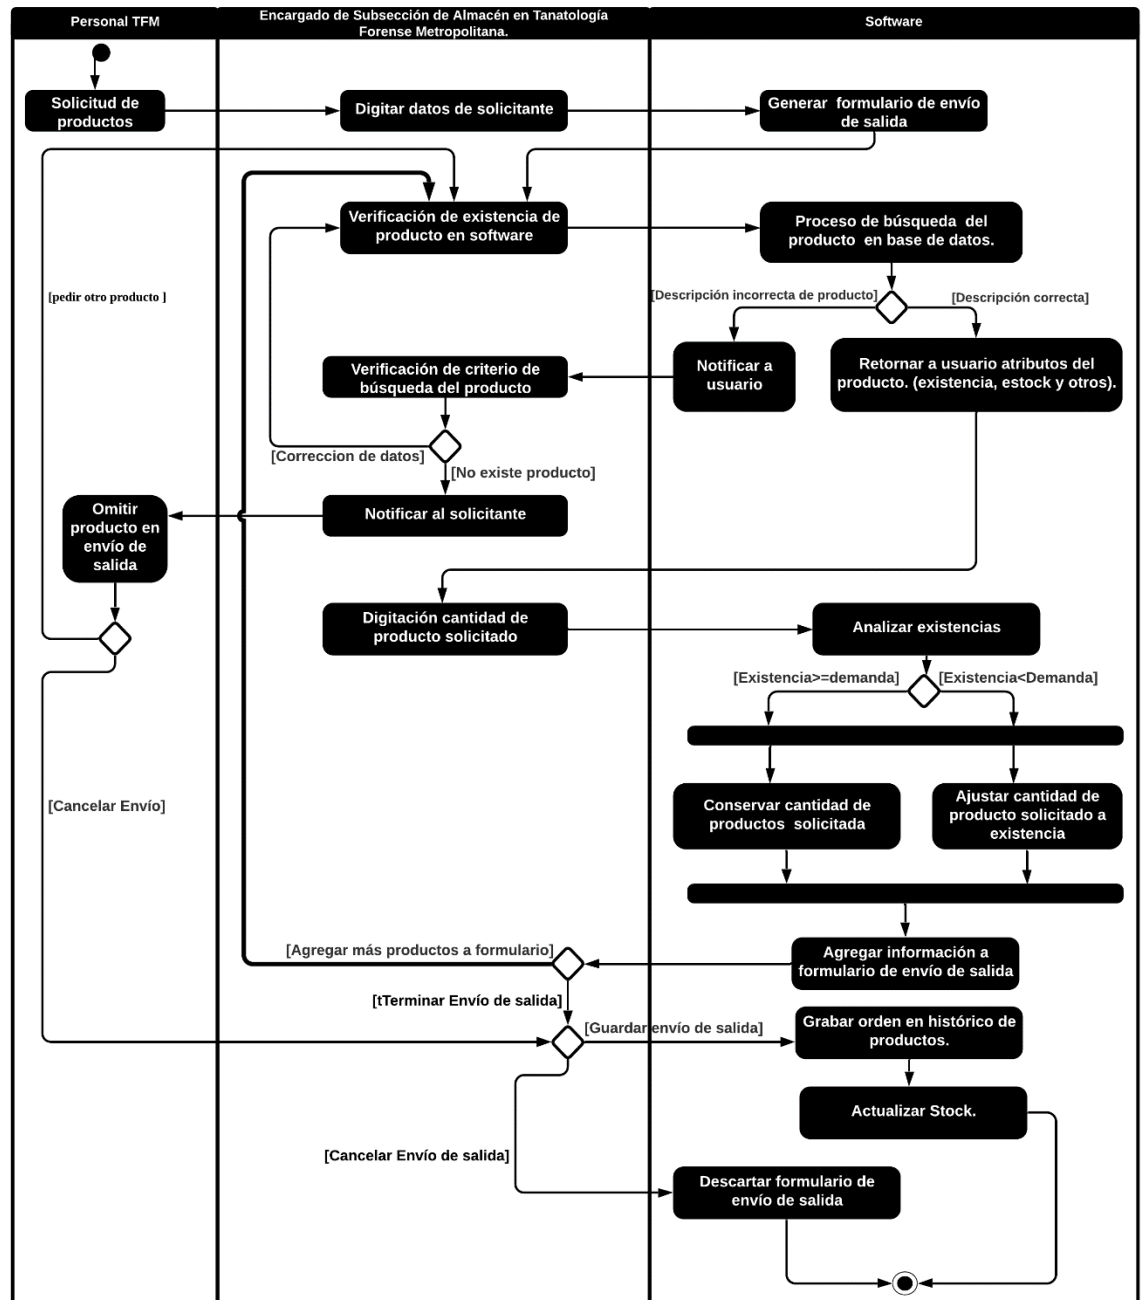 Personal TFM
Encargado de Subsección de Almacén en Tanatología
Forense Metropolitana.
Software
Solicitud de
productos
Digitar datos de solicitante
Generar formulario de envío
de salida
Verificación de existencia de
producto en software
Proceso de búsqueda del
producto en base de datos.
[pedir otro producto ]
[Descripción incorrecta de producto]
[Descripción correcta]
Verificación de criterio de
búsqueda del producto
Notificar a
usuario
Retornar a usuario atributos del
producto. (existencia, estock y otros).
[Correccion de datos]
[No existe producto]
Omitir
producto en
envío de
salida
Notificar al solicitante
Digitación cantidad de
producto solicitado
Analizar existencias
[Existencia>=demanda]
[Existencia<Demanda]
[Cancelar Envío]
Conservar cantidad de
productos solicitada
Ajustar cantidad de
producto solicitado a
existencia
[Agregar más productos a formulario]
Agregar información a
formulario de envío de salida
[tTerminar Envío de salida]
[Guardar envío de salida]
Grabar orden en histórico de
productos.
Actualizar Stock.
[Cancelar Envío de salida]
Descartar formulario de
envío de salida